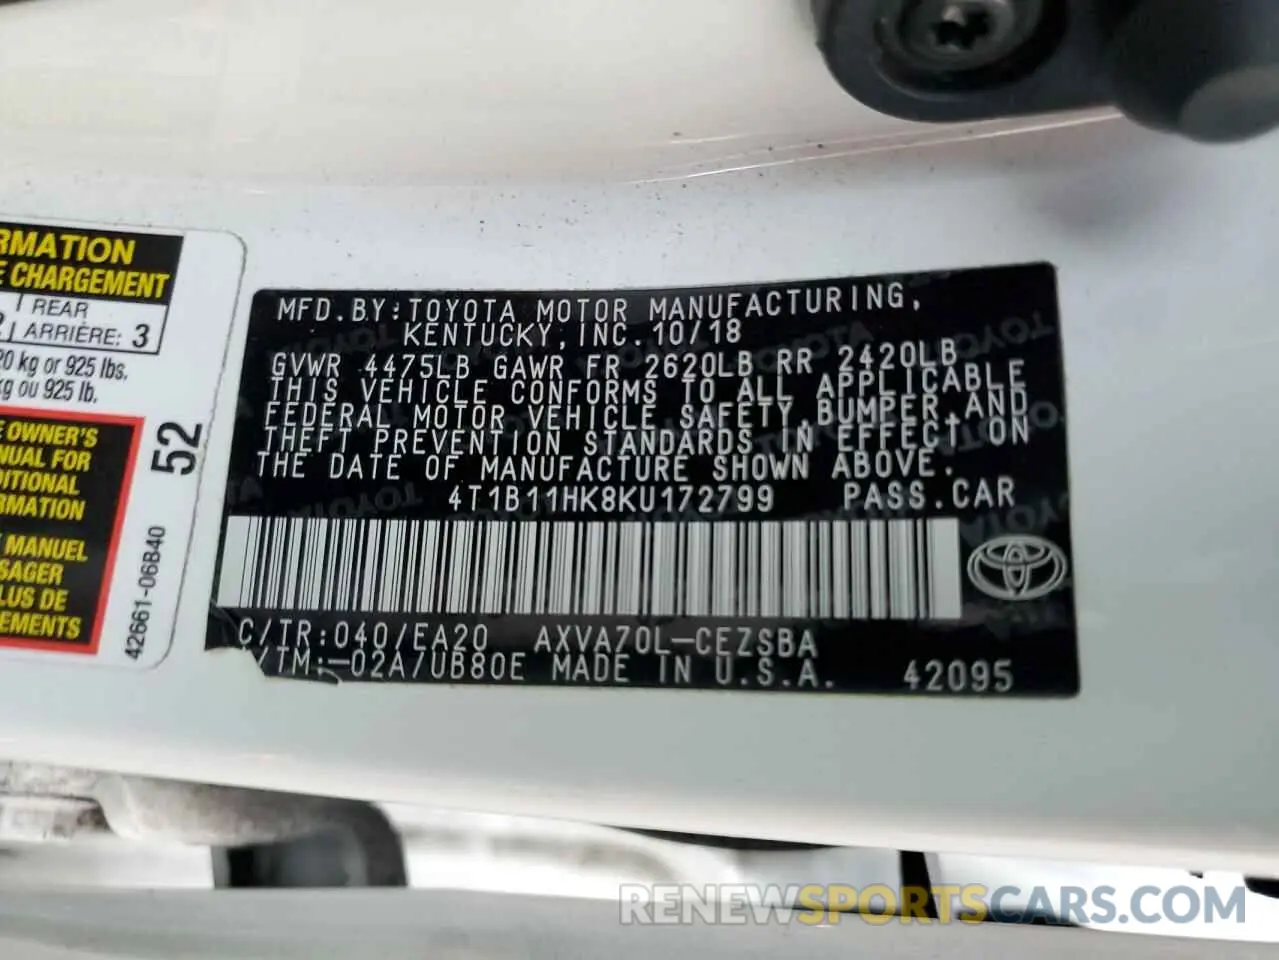 RMATION
E CHARGEMENT
REAR
ARRIÈRE: 3
20 kg or 925 lbs.
kg ou 925 lb.
E OWNER'S
NUAL FOR
DITIONAL
RMATION
MANUEL
SAGER
LUS DE
EMENTS
52
42661-06B40
MFD.BY:TOYOTA MOTOR MANUFACTURING,
KENTUCKY,INC.10/18
GVWR 4475LB GAWR FR 2620LB RR 2420LB
THIS VEHICLE CONFORMS TO ALL APPLICABLE
FEDERAL MOTOR VEHICLE SAFETY,BUMPER,AND
THEFT PREVENTION STANDARDS IN EFFECT ON
THE DATE OF MANUFACTURE SHOWN ABOVE.
4T1B11HK8KU172799 PASS.CAR
C/TR:040/EA20 AXVA70L-CEZSBA
/TM:-02A/UB80E MADE IN U.S.A. 42095
RENEWSPORTSCARS.COM